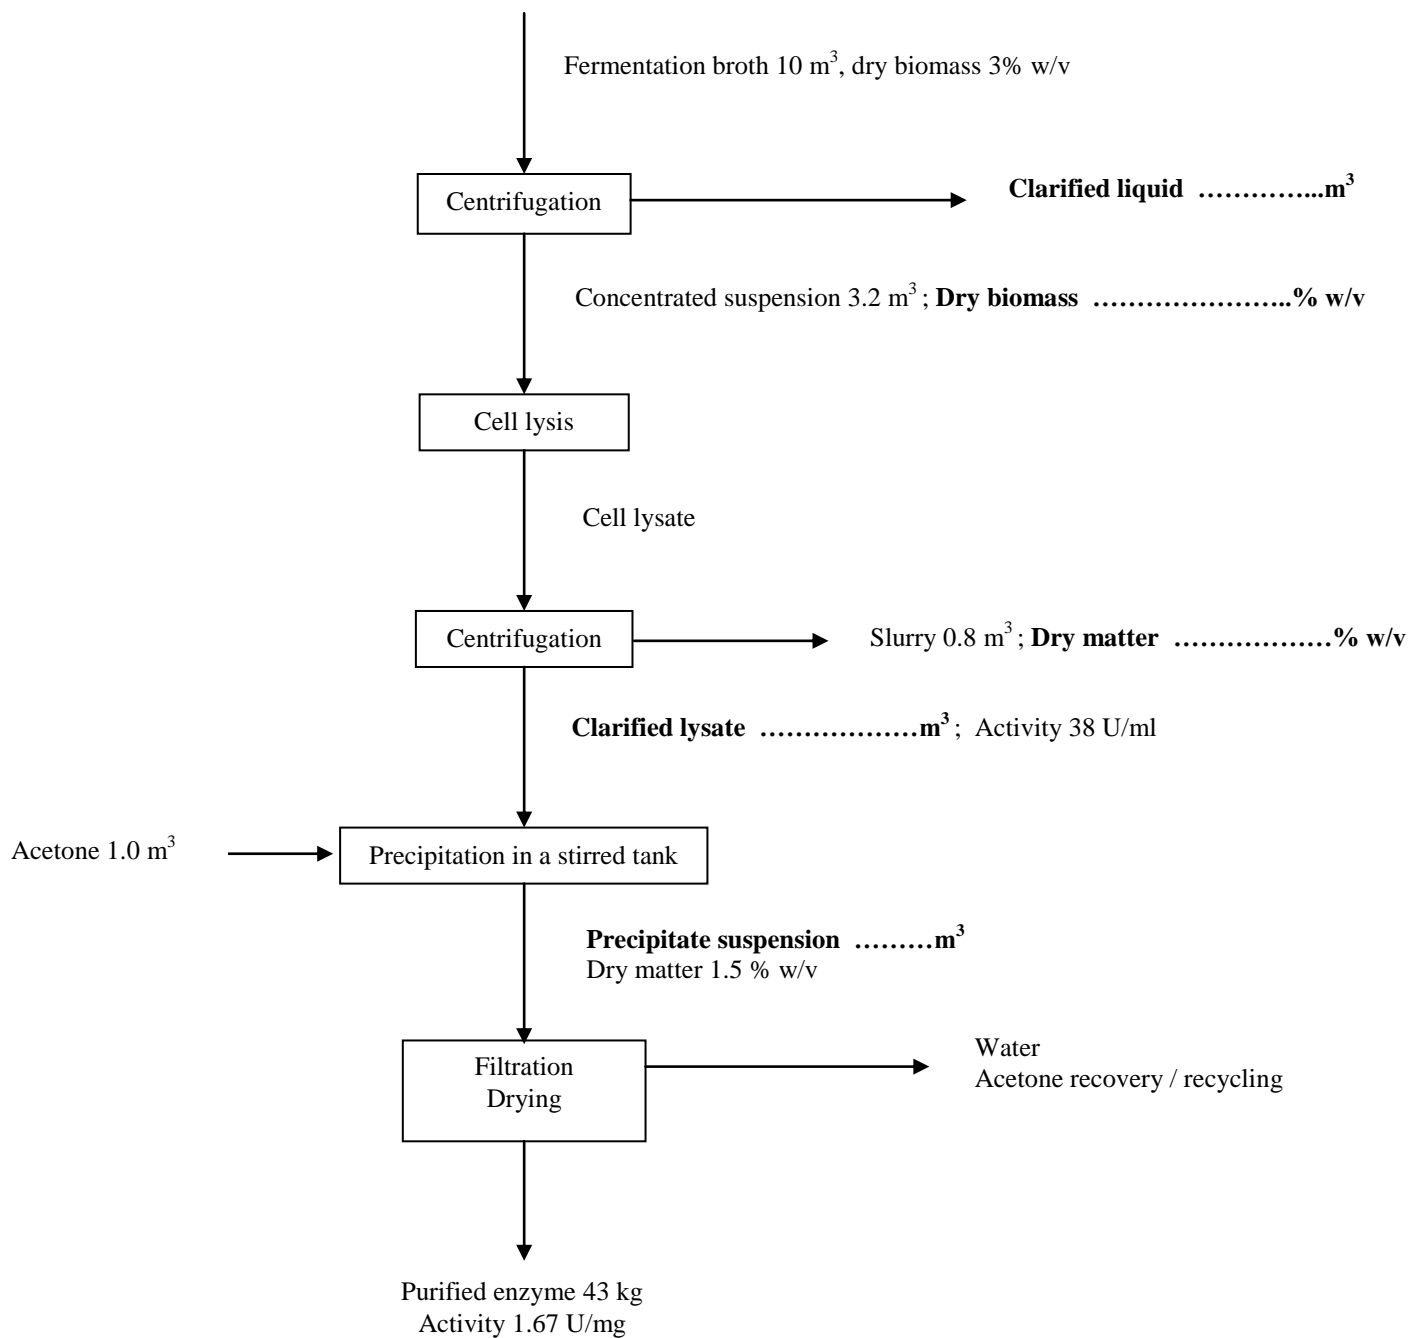 Fermentation broth 10 m³, dry biomass 3% w/v
Centrifugation
Clarified liquid …………...m³
Concentrated suspension 3.2 m³ ; Dry biomass …………………..% w/v
Cell lysis
Cell lysate
Centrifugation
Slurry 0.8 m³ ; Dry matter ………………% w/v
Clarified lysate ………………m³ ; Activity 38 U/ml
Acetone 1.0 m³
Precipitation in a stirred tank
Precipitate suspension ………m³
Dry matter 1.5 % w/v
Filtration
Drying
Water
Acetone recovery / recycling
Purified enzyme 43 kg
Activity 1.67 U/mg